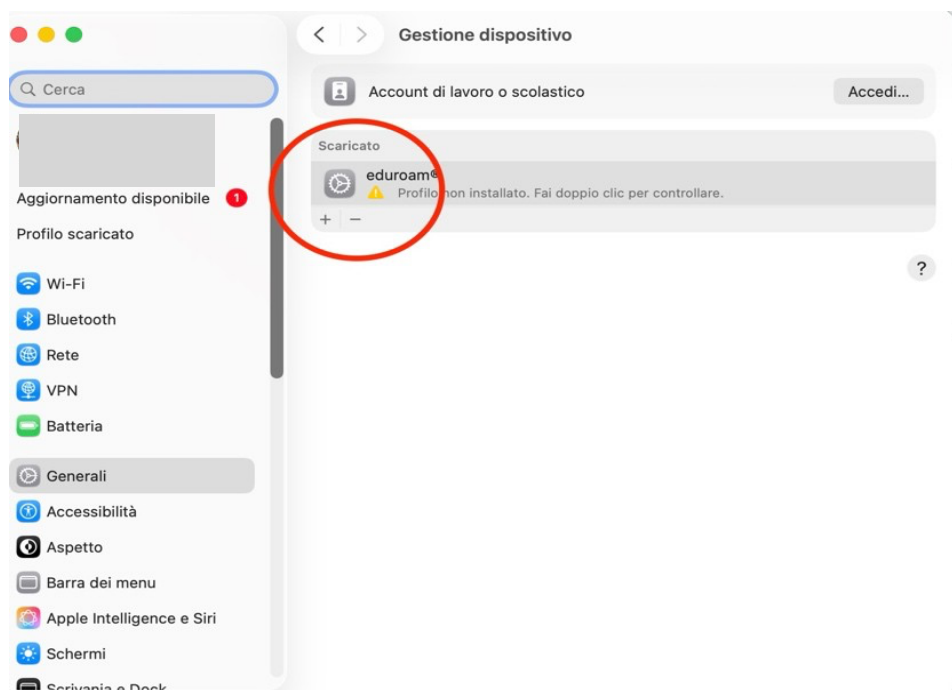 Gestione dispositivo
Cerca
Account di lavoro o scolastico
Accedi...
Scaricato
eduroam®
Profilo non installato. Fai doppio clic per controllare.
+ −
?
Aggiornamento disponibile 1
Profilo scaricato
Wi-Fi
Bluetooth
Rete
VPN
Batteria
Generali
Accessibilità
Aspetto
Barra dei menu
Apple Intelligence e Siri
Schermi
Scrivania e Dock